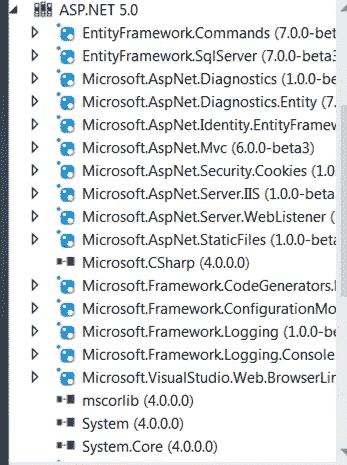 ASP.NET 5.0
EntityFramework.Commands (7.0.0-bet
EntityFramework.SqlServer (7.0.0-beta3
Microsoft.AspNet.Diagnostics (1.0.0-be
Microsoft.AspNet.Diagnostics.Entity (7.
Microsoft.AspNet.Identity.EntityFramew
Microsoft.AspNet.Mvc (6.0.0-beta3)
Microsoft.AspNet.Security.Cookies (1.0
Microsoft.AspNet.Server.IIS (1.0.0-beta
Microsoft.AspNet.Server.WebListener (
Microsoft.AspNet.StaticFiles (1.0.0-beta
Microsoft.CSharp (4.0.0.0)
Microsoft.Framework.CodeGenerators.
Microsoft.Framework.ConfigurationMo
Microsoft.Framework.Logging (1.0.0-be
Microsoft.Framework.Logging.Console
Microsoft.VisualStudio.Web.BrowserLin
mscorlib (4.0.0.0)
System (4.0.0.0)
System.Core (4.0.0.0)